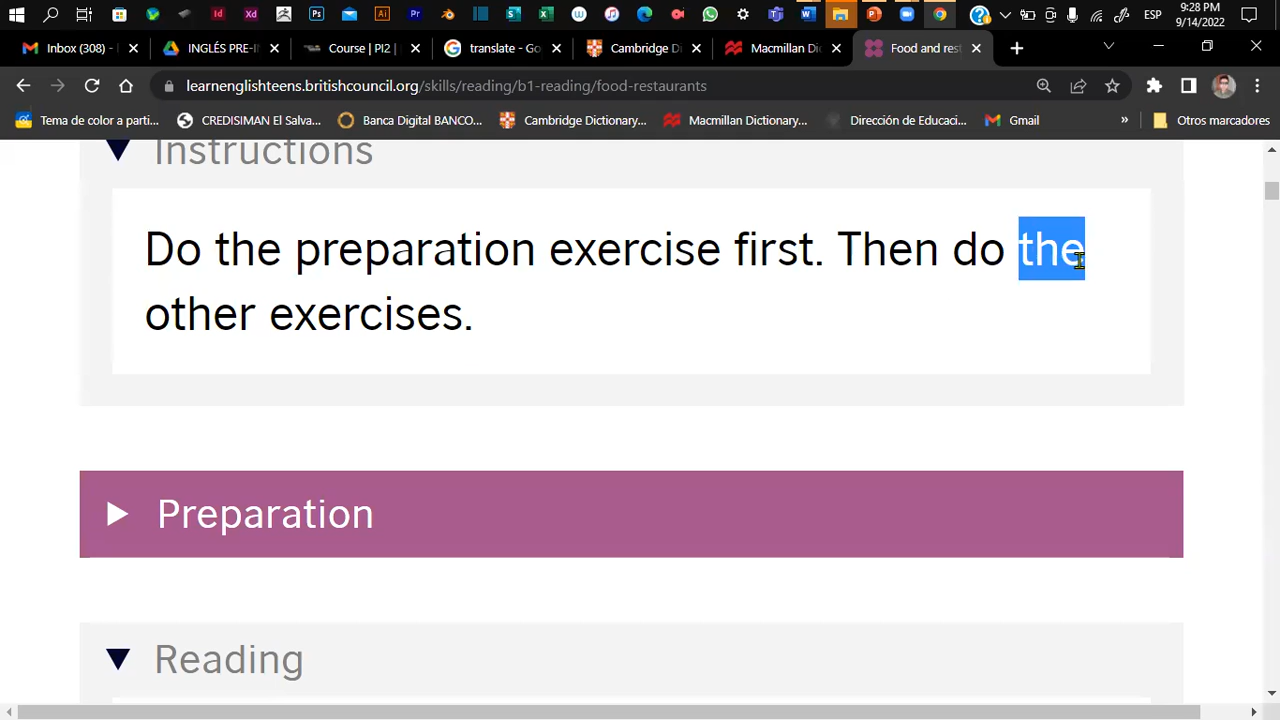 9:28 PM
ESP
9/14/2022
Inbox (308) -
INGLÉS PRE-I
Course | PI2 |
translate - Go
Cambridge Di
Macmillan Dic
Food and res
learnenglishteens.britishcouncil.org/skills/reading/b1-reading/food-restaurants
Tema de color a parti...
CREDISIMAN El Salva...
Banca Digital BANCO...
Cambridge Dictionary...
Macmillan Dictionary...
Dirección de Educaci...
Gmail
»
Otros marcadores
Instructions
Do the preparation exercise first. Then do the
other exercises.
Preparation
Reading